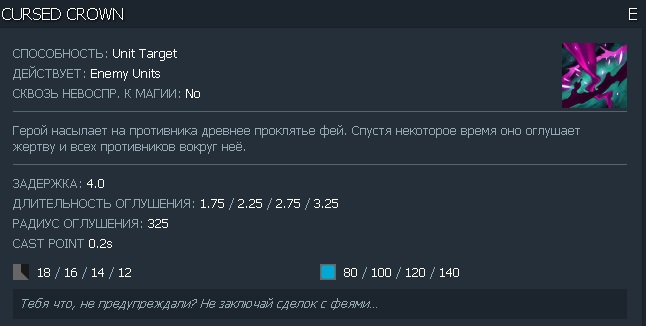 CURSED CROWN E
СПОСОБНОСТЬ: Unit Target
ДЕЙСТВУЕТ: Enemy Units
СКВОЗЬ НЕВОСПР. К МАГИИ: No
Герой насылает на противника древнее проклятье фей. Спустя некоторое время оно оглушает
жертву и всех противников вокруг неё.
ЗАДЕРЖКА: 4.0
ДЛИТЕЛЬНОСТЬ ОГЛУШЕНИЯ: 1.75 / 2.25 / 2.75 / 3.25
РАДИУС ОГЛУШЕНИЯ: 325
CAST POINT 0.2s
18 / 16 / 14 / 12 80 / 100 / 120 / 140
Тебя что, не предупреждали? Не заключай сделок с феями...